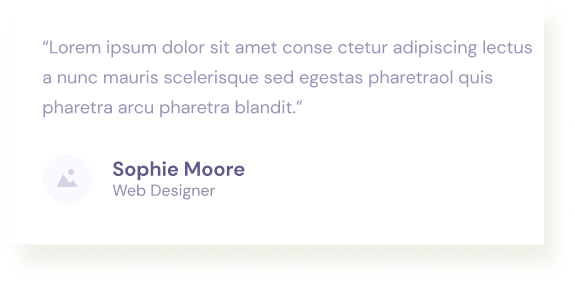 “Lorem ipsum dolor sit amet conse ctetur adipiscing lectus
a nunc mauris scelerisque sed egestas pharetraol quis
pharetra arcu pharetra blandit.”
Sophie Moore
Web Designer